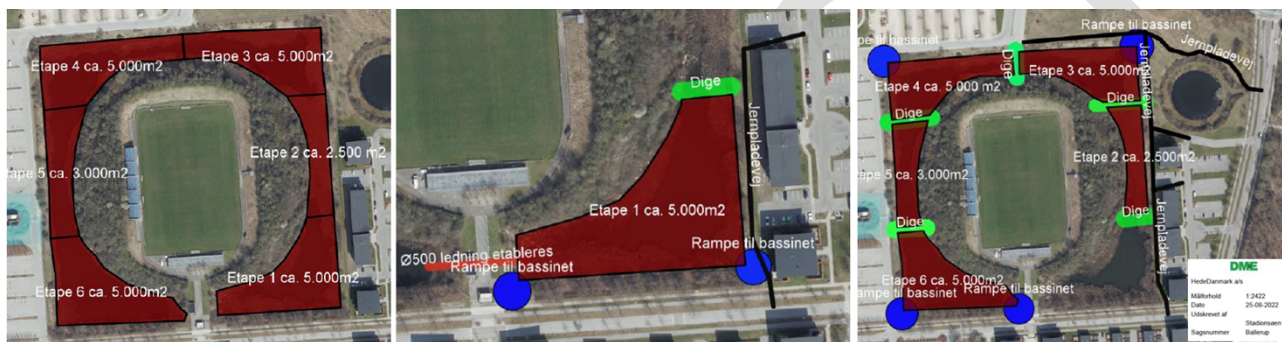 Etape 4 ca. 5.000m2
Etape 3 ca. 5.000m2
Etape 5 ca. 3.000m2
Etape 2 ca. 2.500 m2
Etape 6 ca. 5.000m2
Etape 1 ca. 5.000m2
Dige
Jernpladevej
Etape 1 ca. 5.000m2
Ø500 ledning etableres
Rampe til bassinet
Rampe til bassinet
Rampe til bassinet
Jernpladevej
til bassinet
Dige
Jernpladevej
Etape 3 ca. 5.000m2
Etape 4 ca. 5.000 m2
Dige
Dige
Etape 2 ca. 2.500m2
5 ca. 3.000m2
Dige
Dige
Jernpladevej
Etape 6 ca. 5.000m2
til bassinet
Rampe til bassinet
DME
HedeDanmark a/s
Målforhold 1:2422
Dato 25-08-2022
Udskrevet af
Stadionsøen
Sagsnummer Ballerup